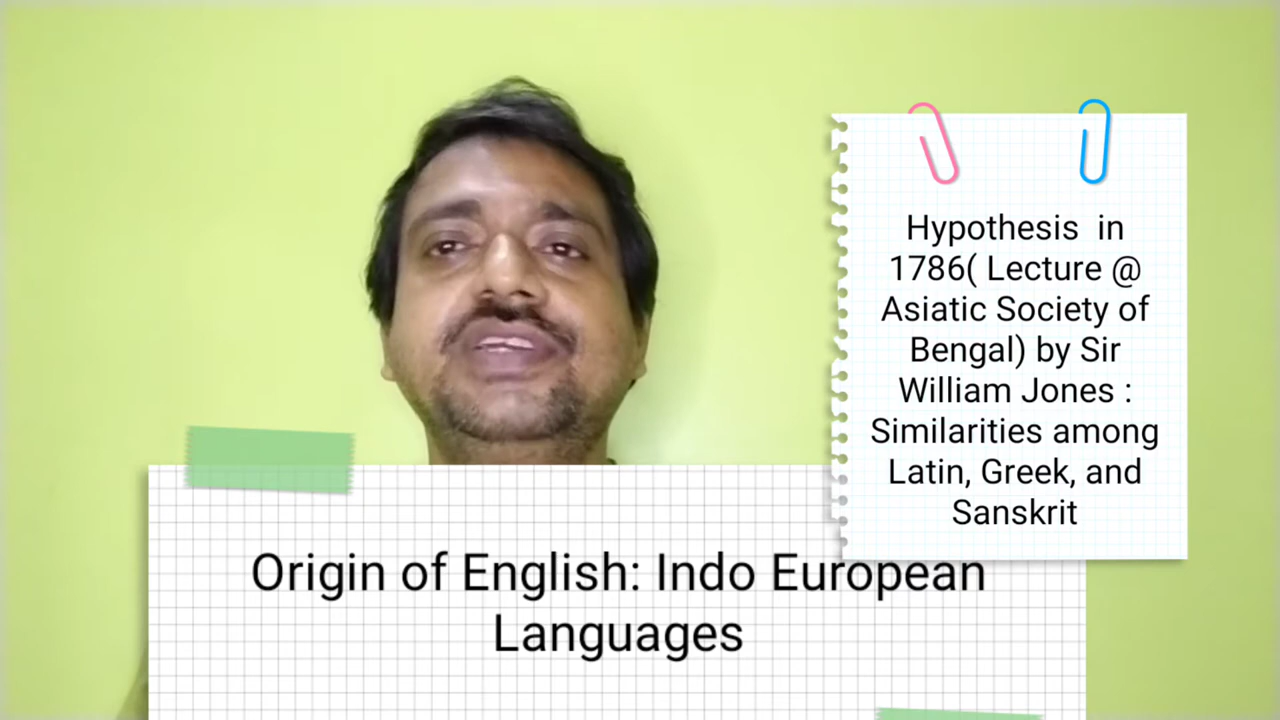 Hypothesis in
1786( Lecture @
Asiatic Society of
Bengal) by Sir
William Jones :
Similarities among
Latin, Greek, and
Sanskrit
Origin of English: Indo European
Languages